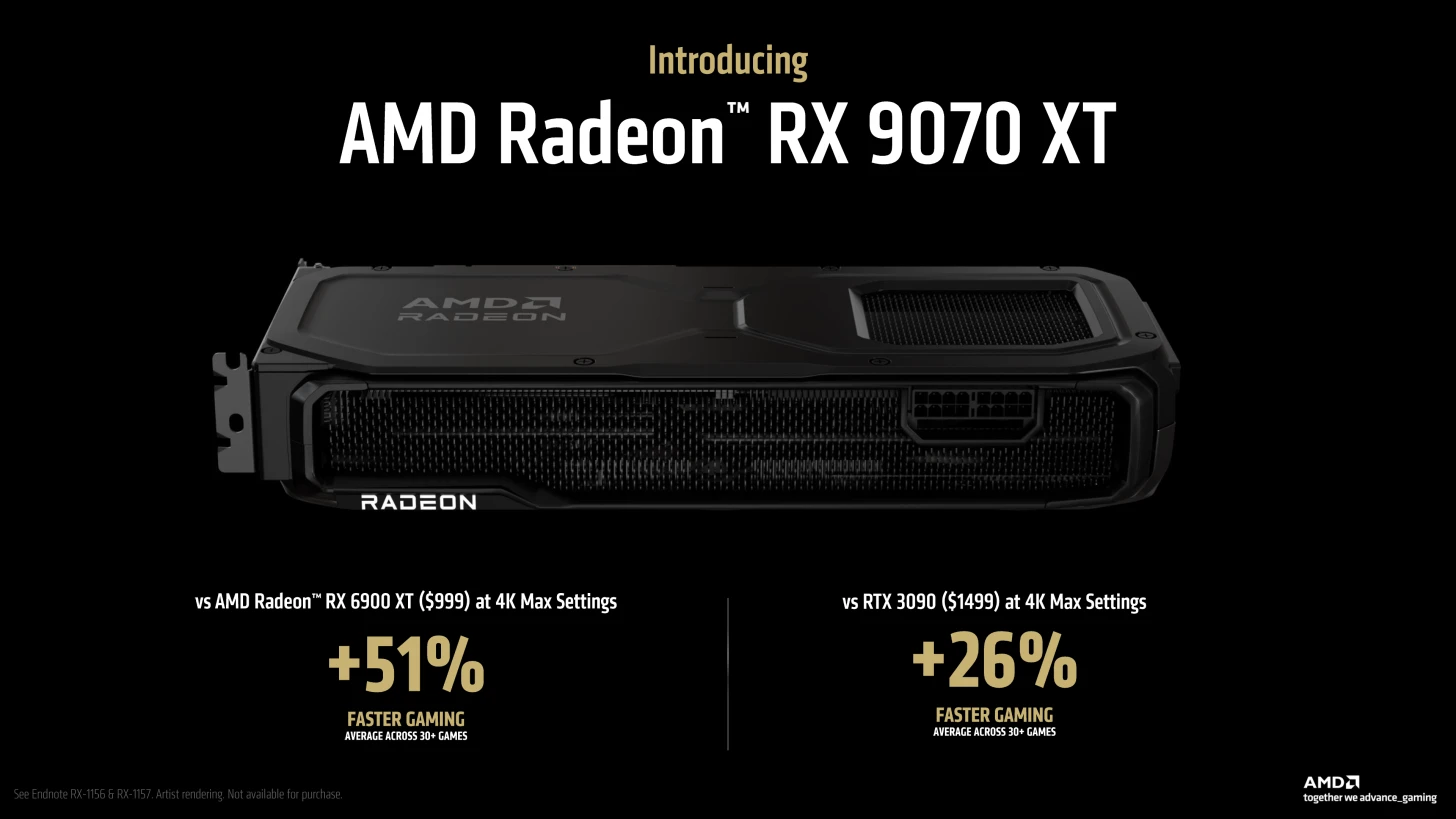 Introducing
AMD Radeon™ RX 9070 XT
AMD
RADEON
RADEON
vs AMD Radeon™ RX 6900 XT ($999) at 4K Max Settings
+51%
FASTER GAMING
AVERAGE ACROSS 30+ GAMES
vs RTX 3090 ($1499) at 4K Max Settings
+26%
FASTER GAMING
AVERAGE ACROSS 30+ GAMES
See Endnote RX-1156 & RX-1157. Artist rendering. Not available for purchase.
AMD
together we advance_gaming